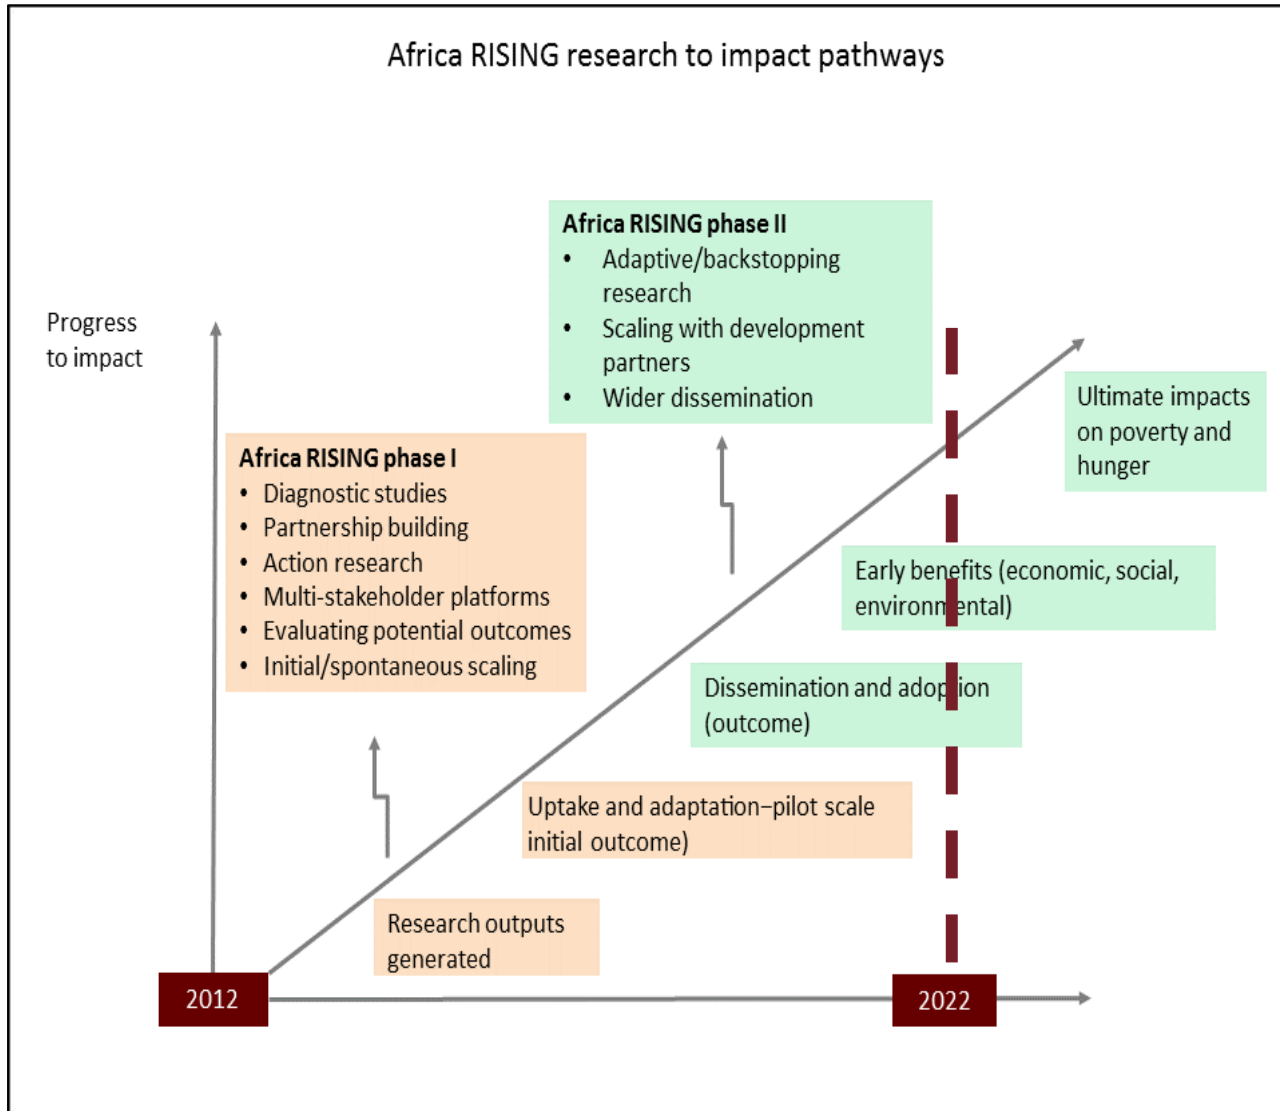 Africa RISING research to impact pathways
Africa RISING phase II
• Adaptive/backstopping
research
• Scaling with development
partners
• Wider dissemination
Progress
to impact
Ultimate impacts
on poverty and
hunger
Africa RISING phase I
• Diagnostic studies
• Partnership building
• Action research
• Multi-stakeholder platforms
• Evaluating potential outcomes
• Initial/spontaneous scaling
Early benefits (economic, social,
environmental)
Dissemination and adoption
(outcome)
Uptake and adaptation–pilot scale
initial outcome)
Research outputs
generated
2012
2022